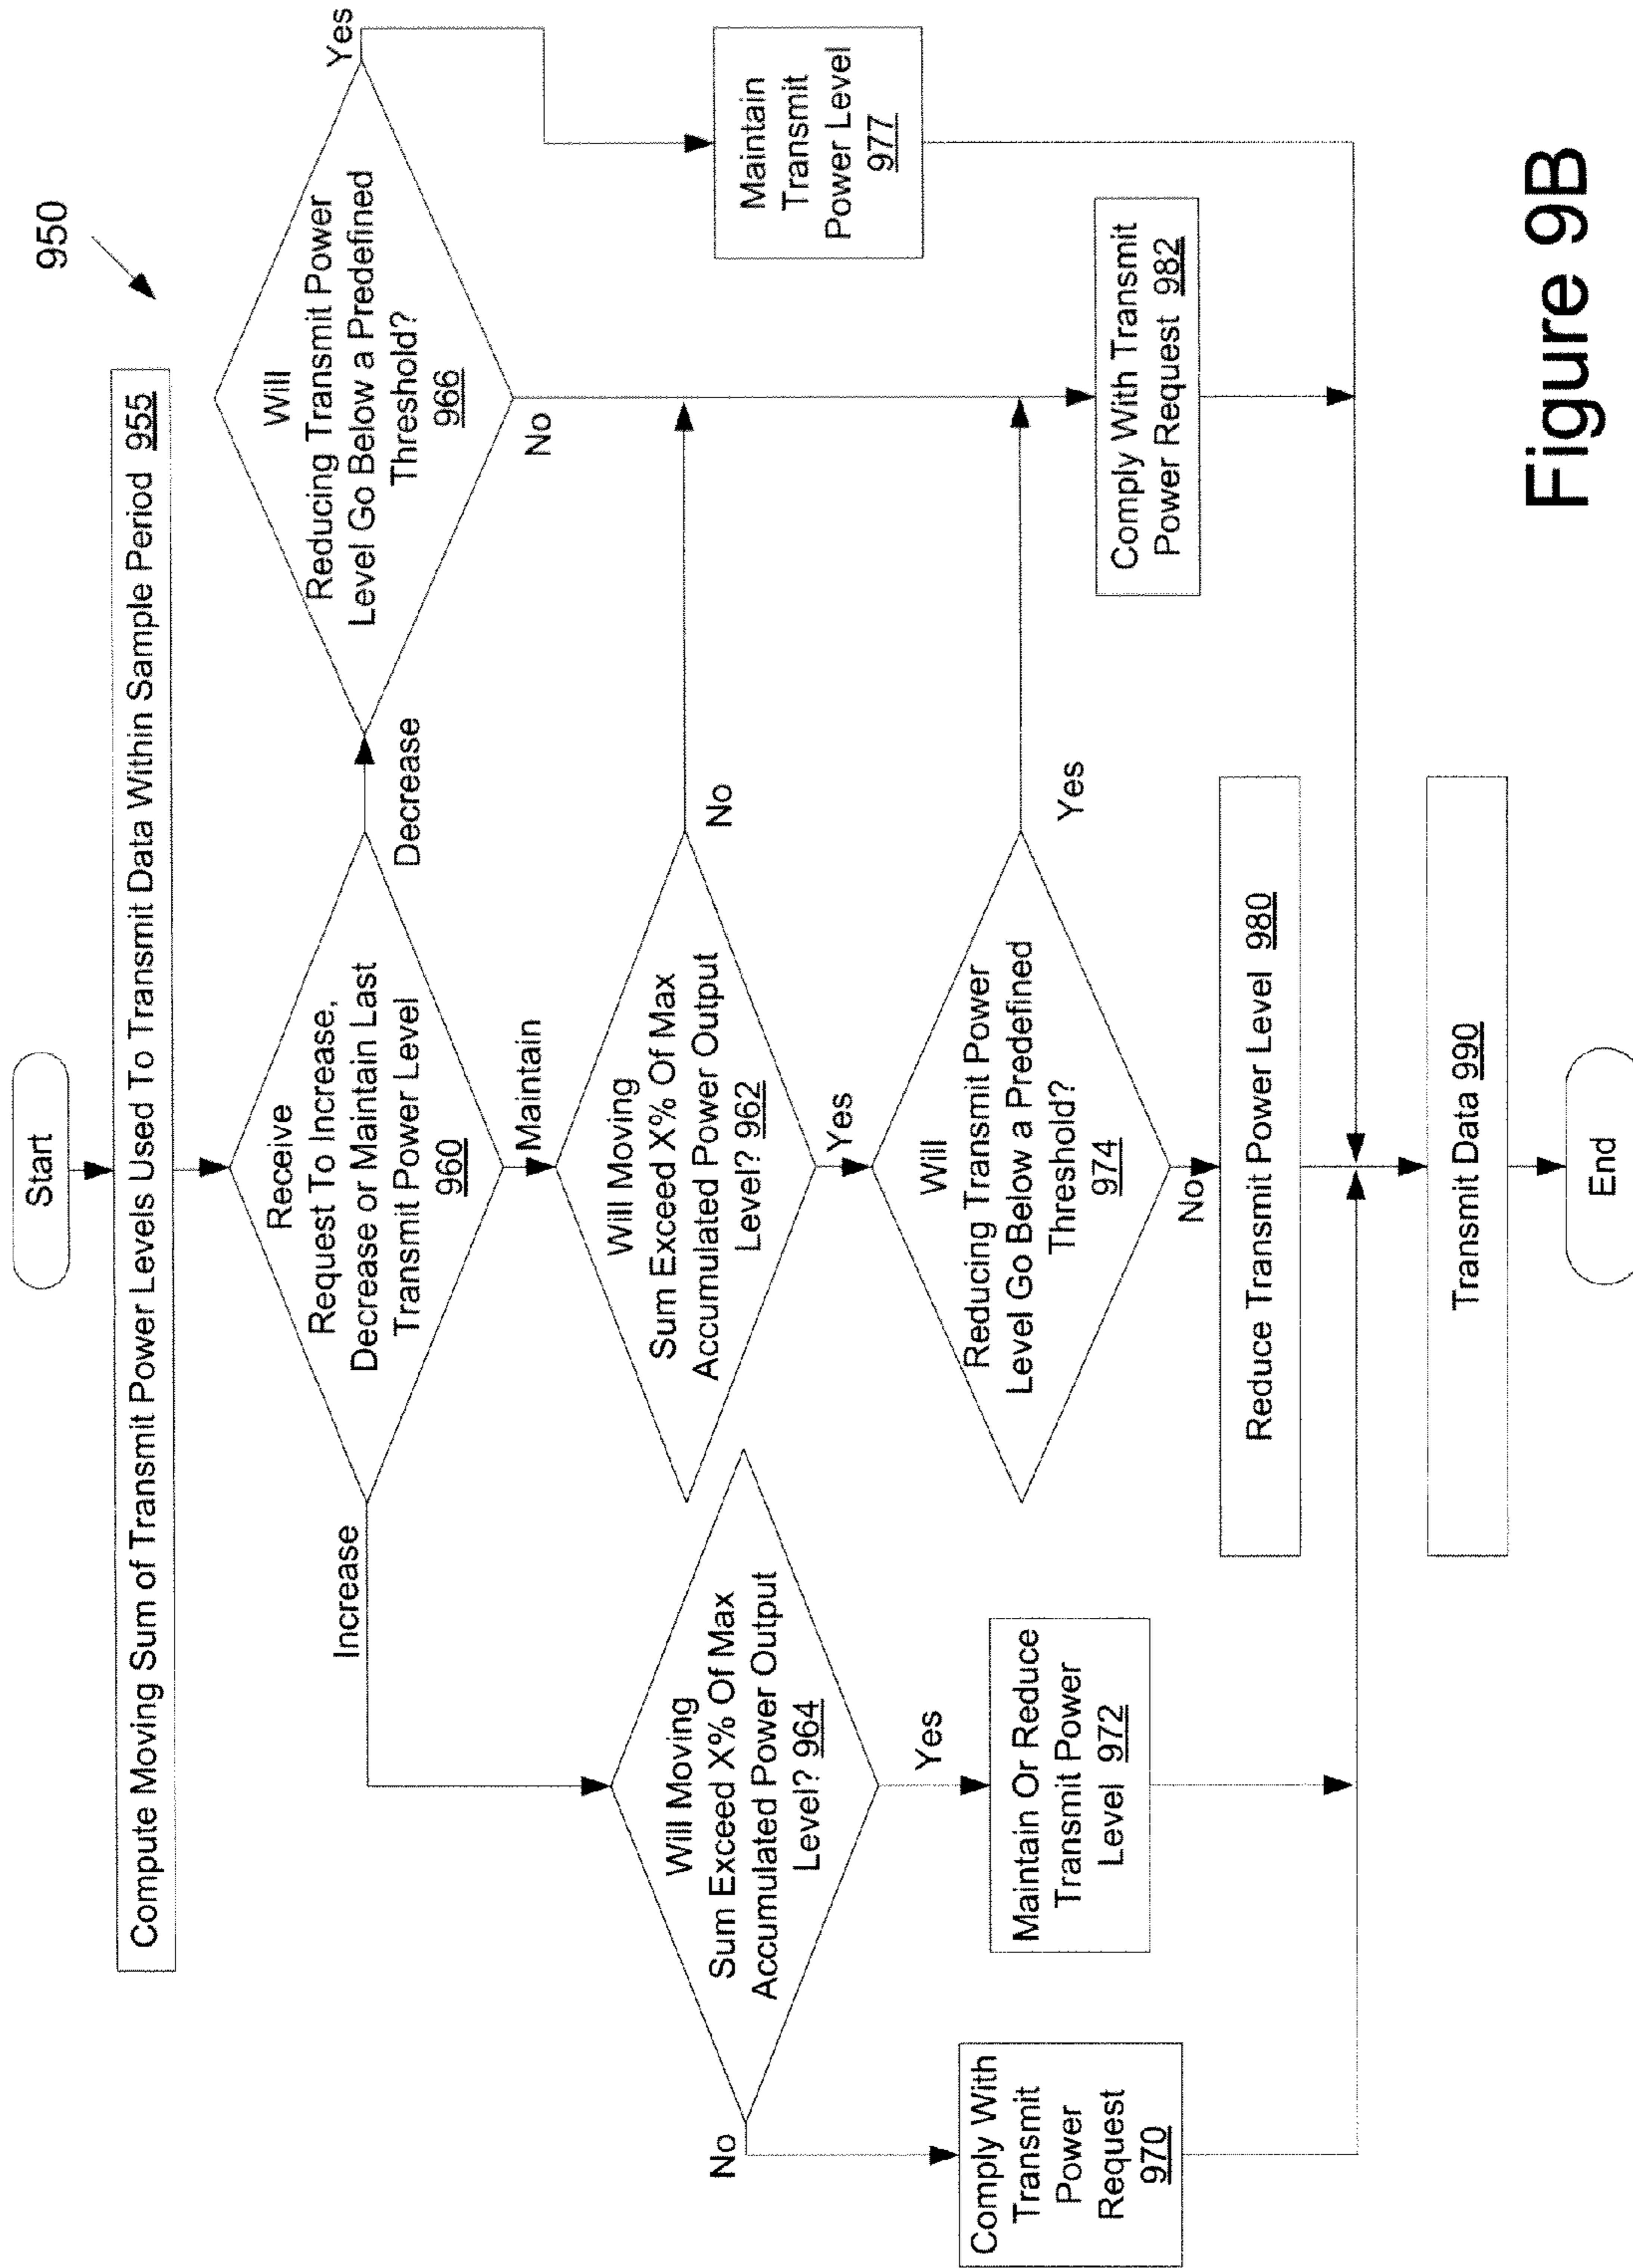 950
Start
Compute Moving Sum of Transmit Power Levels Used To Transmit Data Within Sample Period 955
Receive
Request To Increase,
Decrease or Maintain Last
Transmit Power Level
960
Increase
Maintain
Decrease
Will
Reducing Transmit Power
Level Go Below a Predefined
Threshold?
966
Yes
No
Will Moving
Sum Exceed X% Of Max
Accumulated Power Output
Level? 964
No
Yes
Will Moving
Sum Exceed X% Of Max
Accumulated Power Output
Level? 962
No
Yes
Maintain
Transmit
Power Level
977
Comply With
Transmit
Power
Request
970
Maintain Or Reduce
Transmit Power
Level 972
Will
Reducing Transmit Power
Level Go Below a Predefined
Threshold?
974
Yes
No
Comply With Transmit
Power Request 982
Reduce Transmit Power Level 980
Transmit Data 990
End
Figure 9B